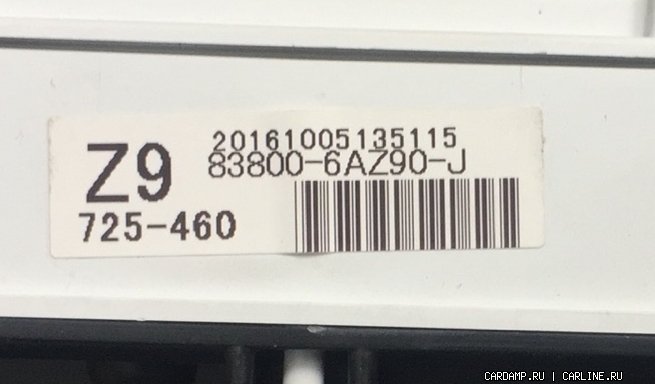 20161005135115
Z9 83800-6AZ90-J
725-460
CARDAMP.RU | CARLINE.RU